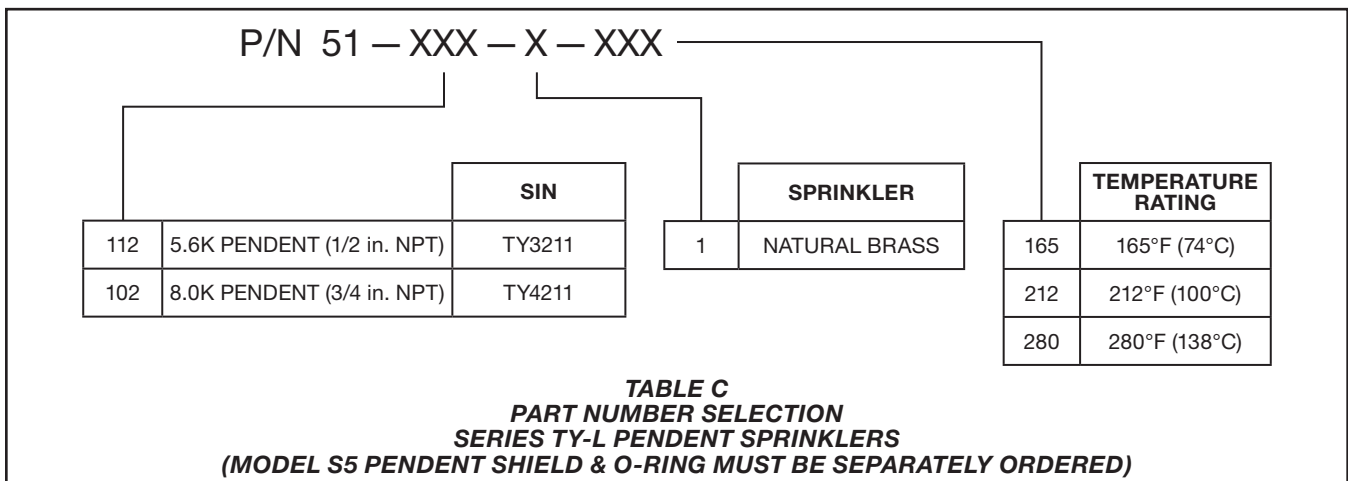 P/N 51 — XXX — X — XXX
SIN
112 5.6K PENDENT (1/2 in. NPT) TY3211
102 8.0K PENDENT (3/4 in. NPT) TY4211
SPRINKLER
1 NATURAL BRASS
TEMPERATURE
RATING
165 165°F (74°C)
212 212°F (100°C)
280 280°F (138°C)
TABLE C
PART NUMBER SELECTION
SERIES TY-L PENDENT SPRINKLERS
(MODEL S5 PENDENT SHIELD & O-RING MUST BE SEPARATELY ORDERED)